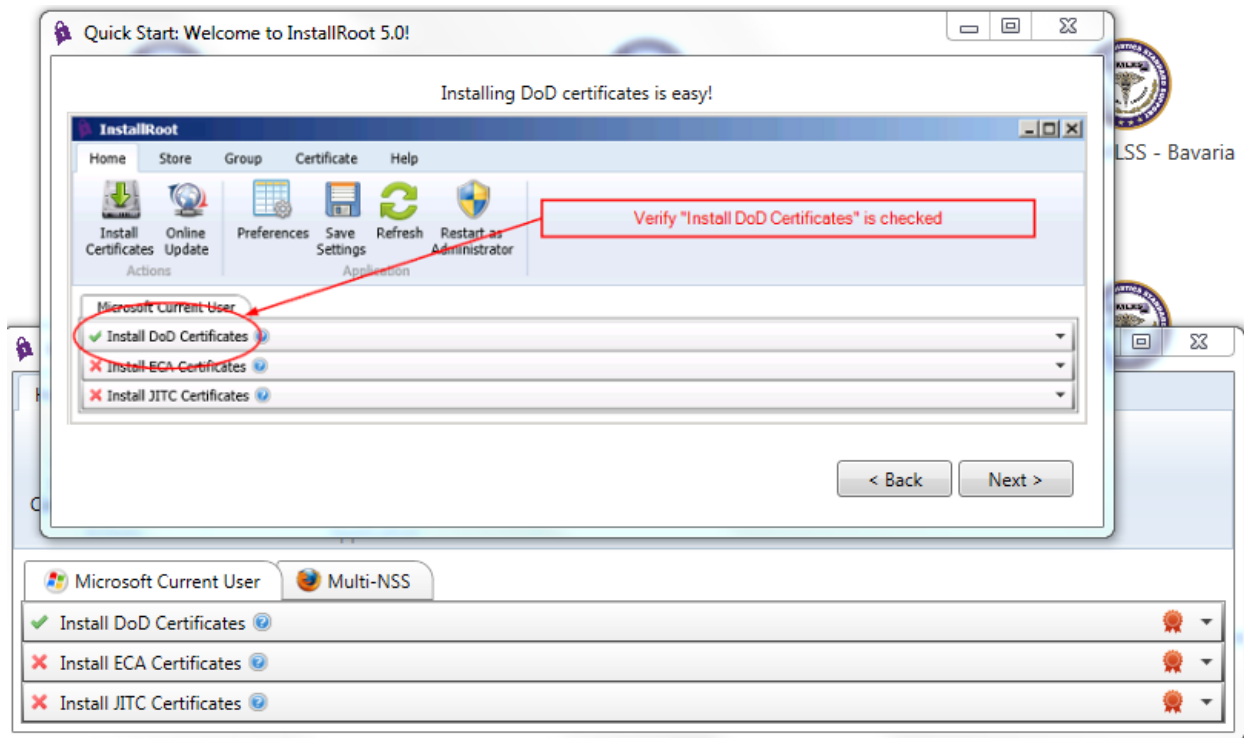 Quick Start: Welcome to InstallRoot 5.0!
Installing DoD certificates is easy!
InstallRoot
Home Store Group Certificate Help
Install Certificates
Online Update
Preferences
Save Settings
Refresh
Restart as Administrator
Actions
Application
Verify "Install DoD Certificates" is checked
Microsoft Current User
Install DoD Certificates
Install ECA Certificates
Install JITC Certificates
< Back Next >
LSS - Bavaria
Microsoft Current User Multi-NSS
Install DoD Certificates
Install ECA Certificates
Install JITC Certificates